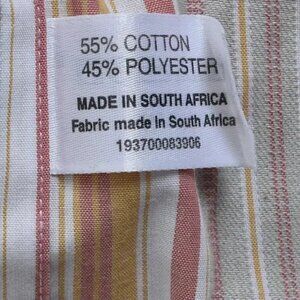 55% COTTON
45% POLYESTER
MADE IN SOUTH AFRICA
Fabric made in South Africa
193700083906